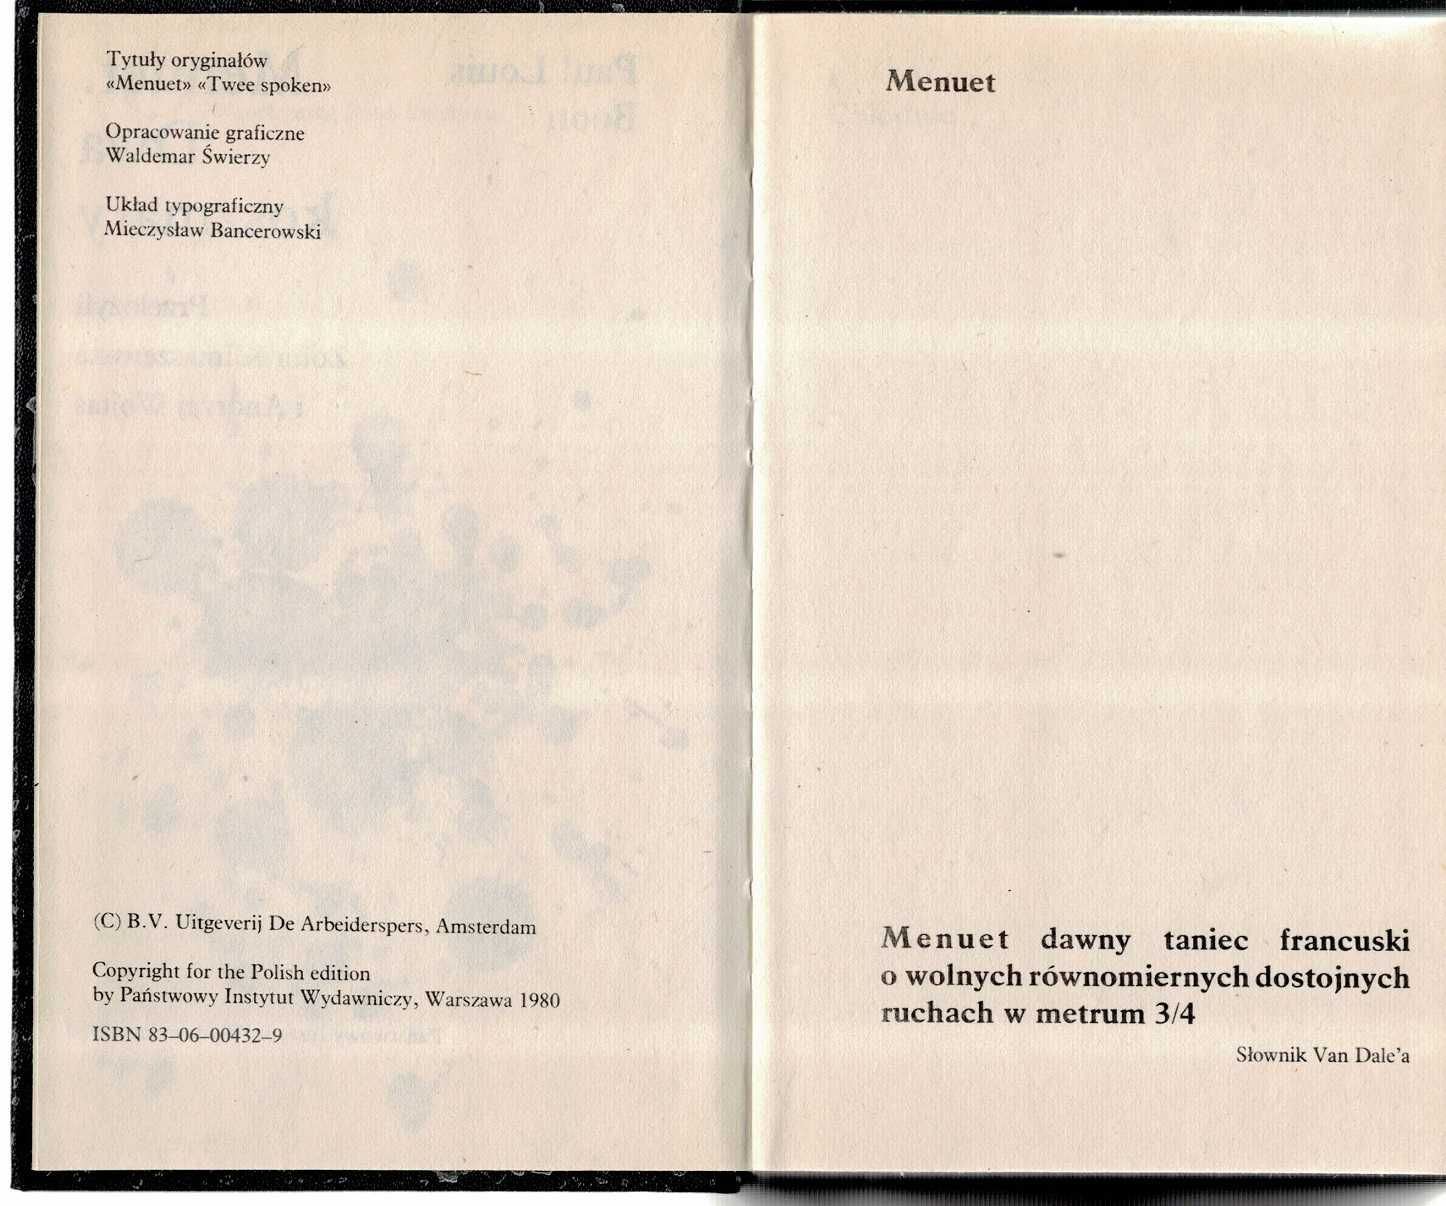 Tytuły oryginałów
«Menuet» «Twee spoken»
Opracowanie graficzne
Waldemar Świerzy
Układ typograficzny
Mieczysław Bancerowski
(C) B.V. Uitgeverij De Arbeiderspers, Amsterdam
Copyright for the Polish edition
by Państwowy Instytut Wydawniczy, Warszawa 1980
ISBN 83–06–00432–9
Menuet
Menuet dawny taniec francuski
o wolnych równomiernych dostojnych
ruchach w metrum 3/4
Słownik Van Dale'a